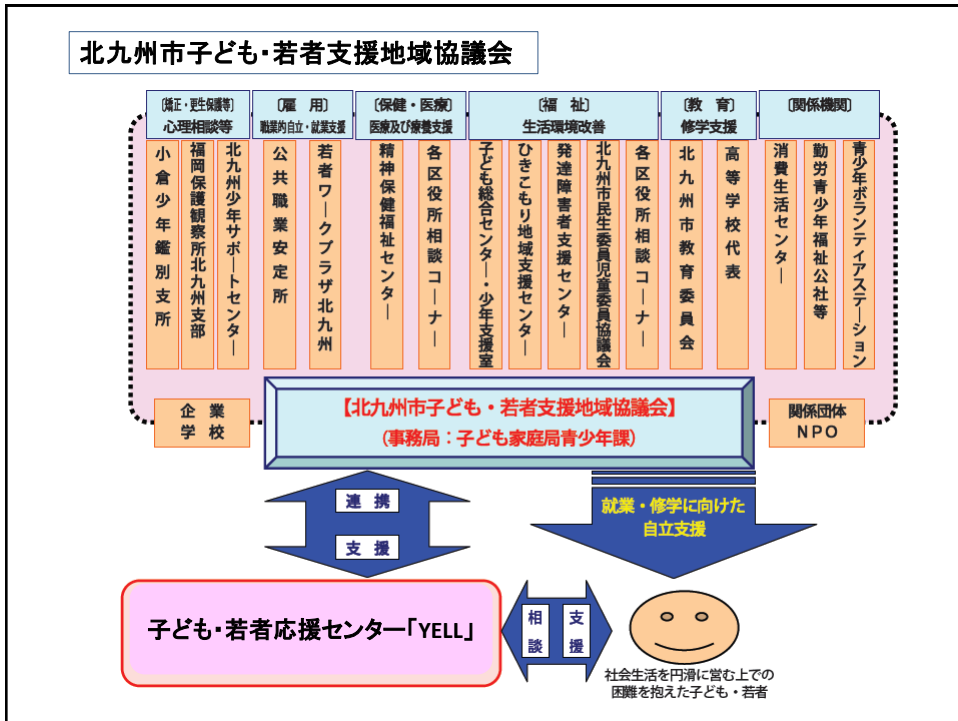 北九州市子ども・若者支援地域協議会
〔矯正・更生保護等〕
心理相談等
〔雇　用〕
職業的自立・就業支援
〔保健・医療〕
医療及び療養支援
〔福　祉〕
生活環境改善
〔教　育〕
修学支援
〔関係機関〕
小倉少年鑑別支所
福岡保護観察所北九州支部
北九州少年サポートセンター
公共職業安定所
若者ワークプラザ北九州
精神保健福祉センター
各区役所相談コーナー
子ども総合センター・少年支援室
ひきこもり地域支援センター
発達障害者支援センター
北九州市民生委員児童委員協議会
各区役所相談コーナー
北九州市教育委員会
高等学校代表
消費生活センター
勤労青少年福祉公社等
青少年ボランティアステーション
企　業
学　校
【北九州市子ども・若者支援地域協議会】
（事務局：子ども家庭局青少年課）
関係団体
ＮＰＯ
連　携
支　援
就業・修学に向けた
自立支援
子ども・若者応援センター「YELL」
相談
支援
社会生活を円滑に営む上での
困難を抱えた子ども・若者